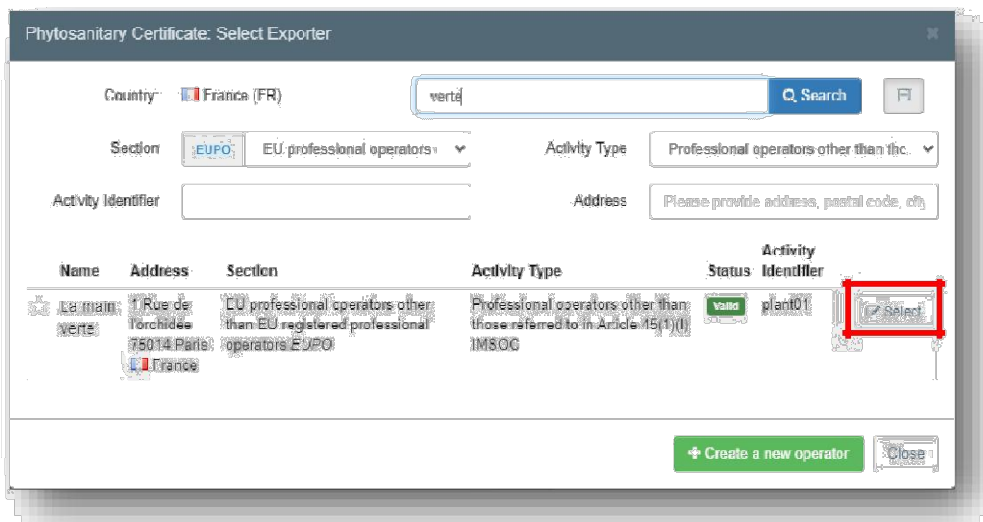 Phytosanitary Certificate: Select Exporter
Country France (FR) verte Search
Section EUPO EU professional operators Activity Type Professional operators other than tho..
Activity Identifier Address Please provide address, postal code, city
Name Address Section Activity Type Status Activity Identifier
La main verte
1 Rue de l'orchidée
75014 Paris
France
EU professional operators other
than EU registered professional
operators EUPO
Professional operators other than
those referred to in Article 45(1)(I)
IMSOC
Valid
plant01
Select
Create a new operator Close